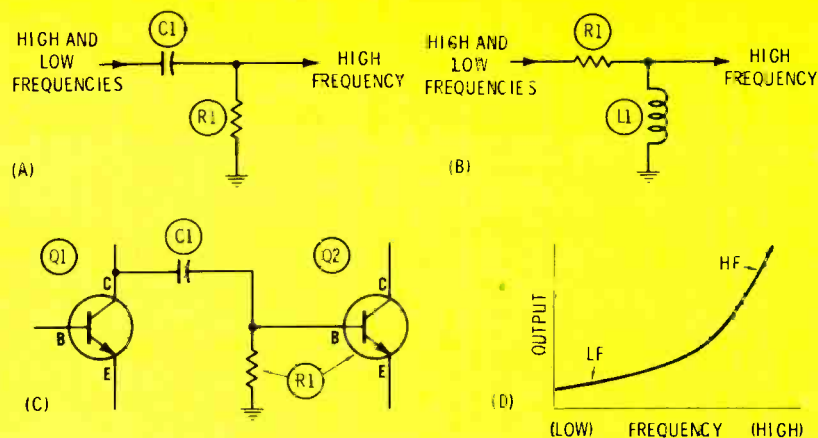 C1
HIGH AND
LOW
FREQUENCIES
HIGH
FREQUENCY
R1
(A)
R1
HIGH AND
LOW
FREQUENCIES
HIGH
FREQUENCY
L1
(B)
C1
Q1
Q2
C
B
E
C
B
E
R1
(C)
OUTPUT
HF
LF
(D)
(LOW) FREQUENCY (HIGH)